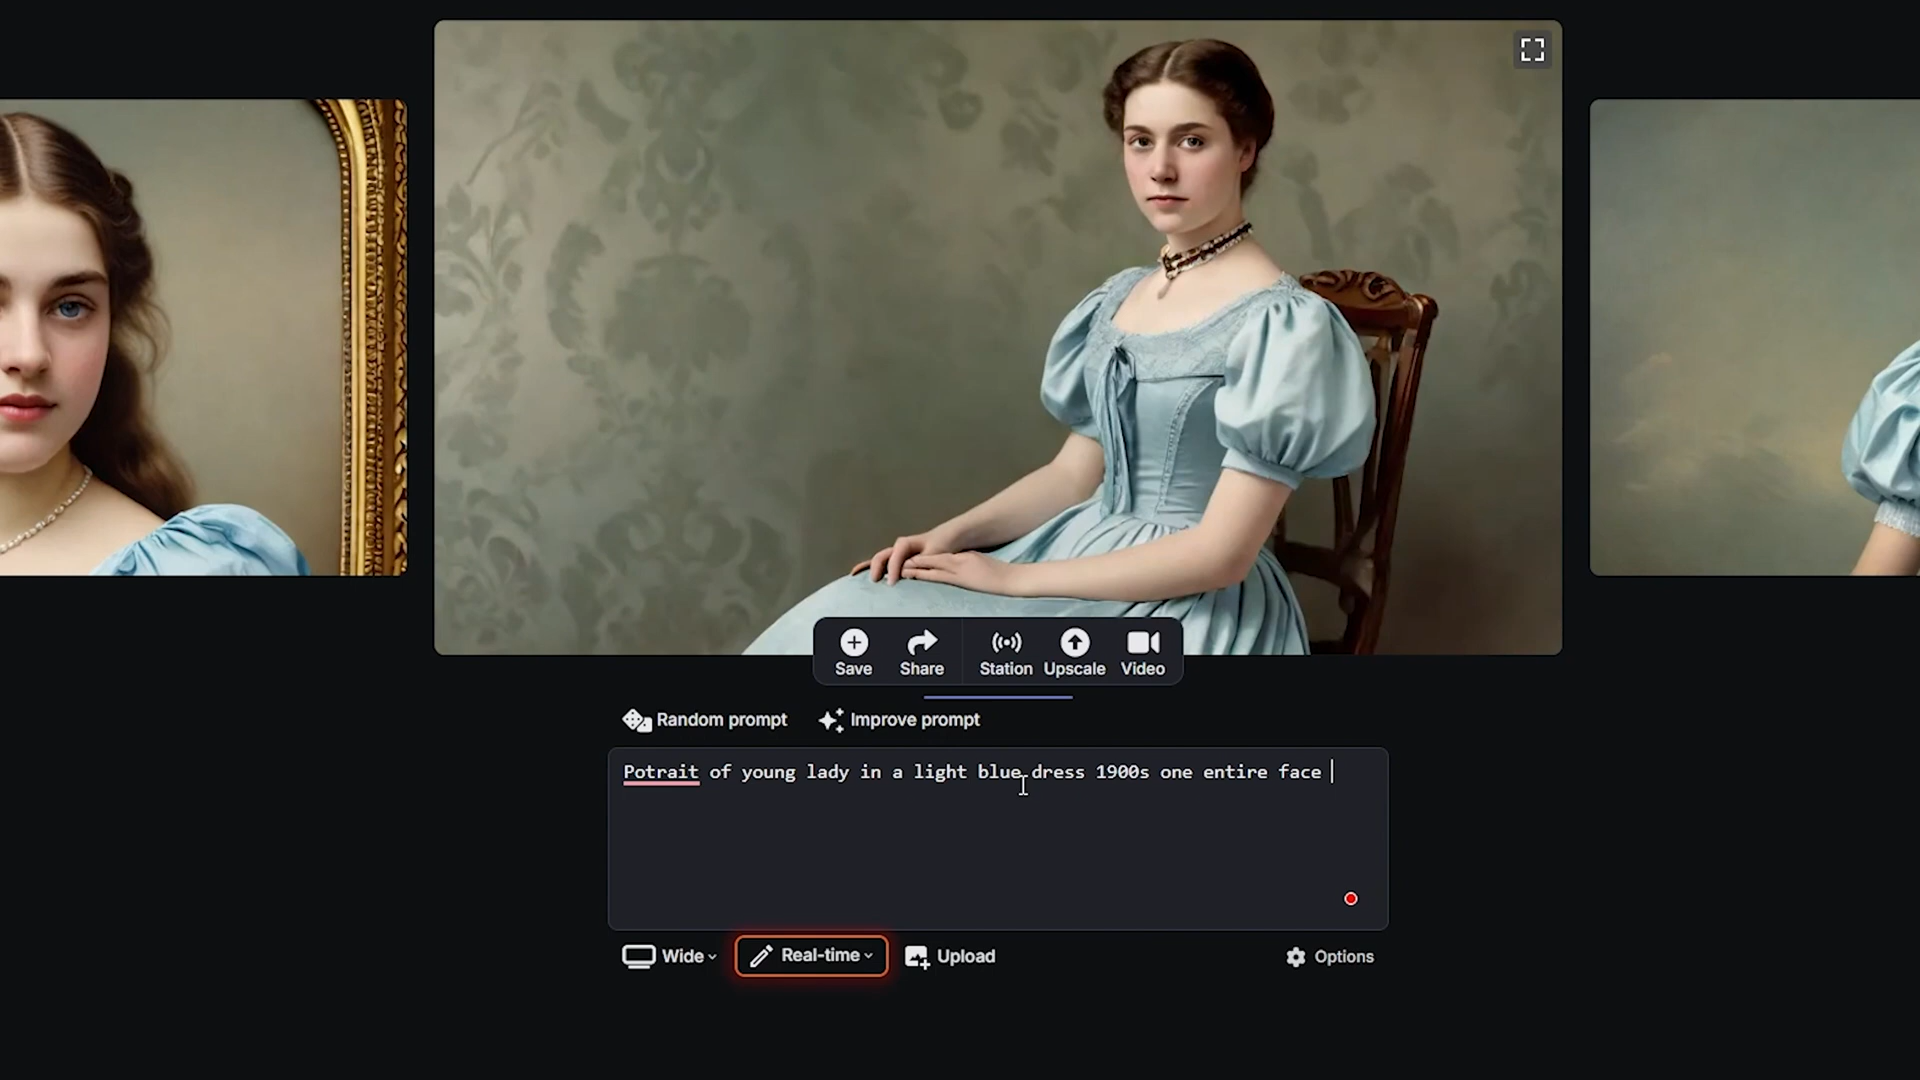 Save Share Station Upscale Video
Random prompt Improve prompt
Potrait of young lady in a light blue dress 1900s one entire face
Wide Real-time Upload Options